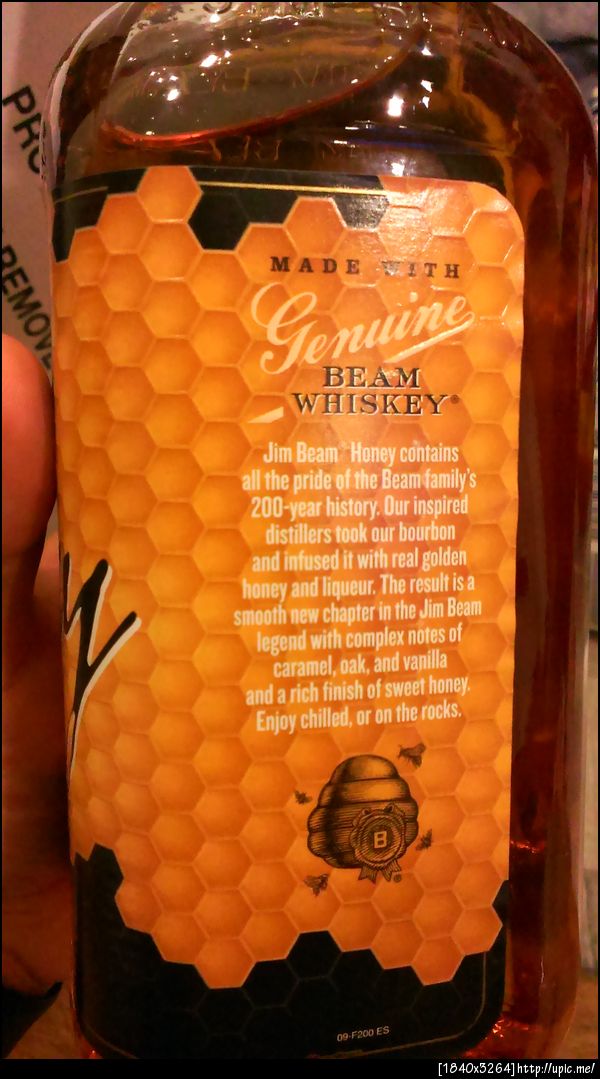 PRO
REMOVE
MADE WITH
Genuine
BEAM
WHISKEY®
Jim Beam® Honey contains
all the pride of the Beam family's
200-year history. Our inspired
distillers took our bourbon
and infused it with real golden
honey and liqueur. The result is a
smooth new chapter in the Jim Beam
legend with complex notes of
caramel, oak, and vanilla
and a rich finish of sweet honey.
Enjoy chilled, or on the rocks.
B
®
09-F200 ES
[1840x3264]http://upic.me/